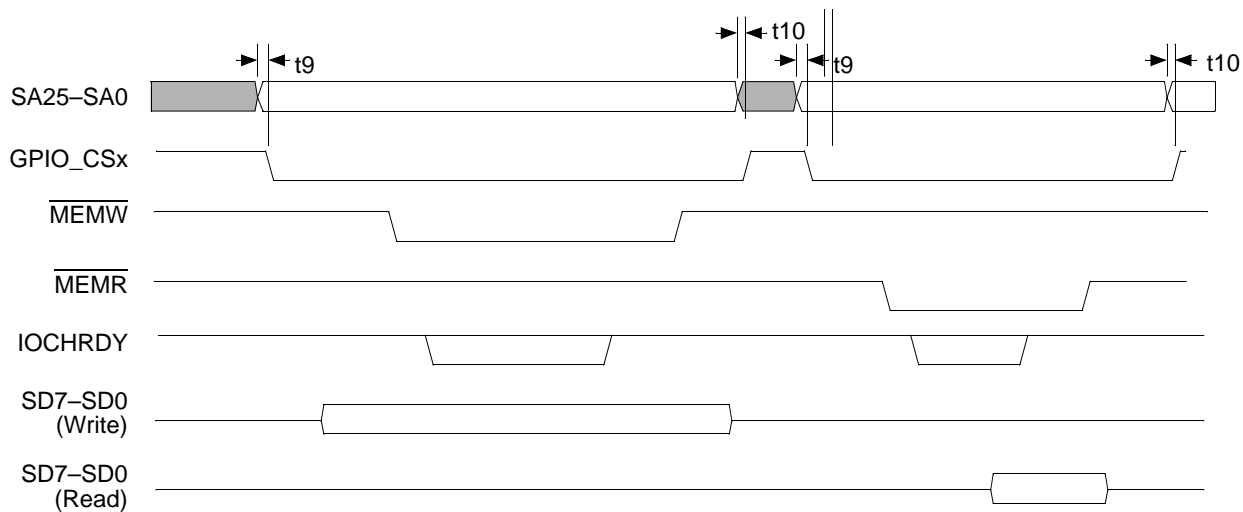 t10
t9
t9
t10
SA25–SA0
GPIO_CSx
MEMW
MEMR
IOCHRDY
SD7–SD0
(Write)
SD7–SD0
(Read)